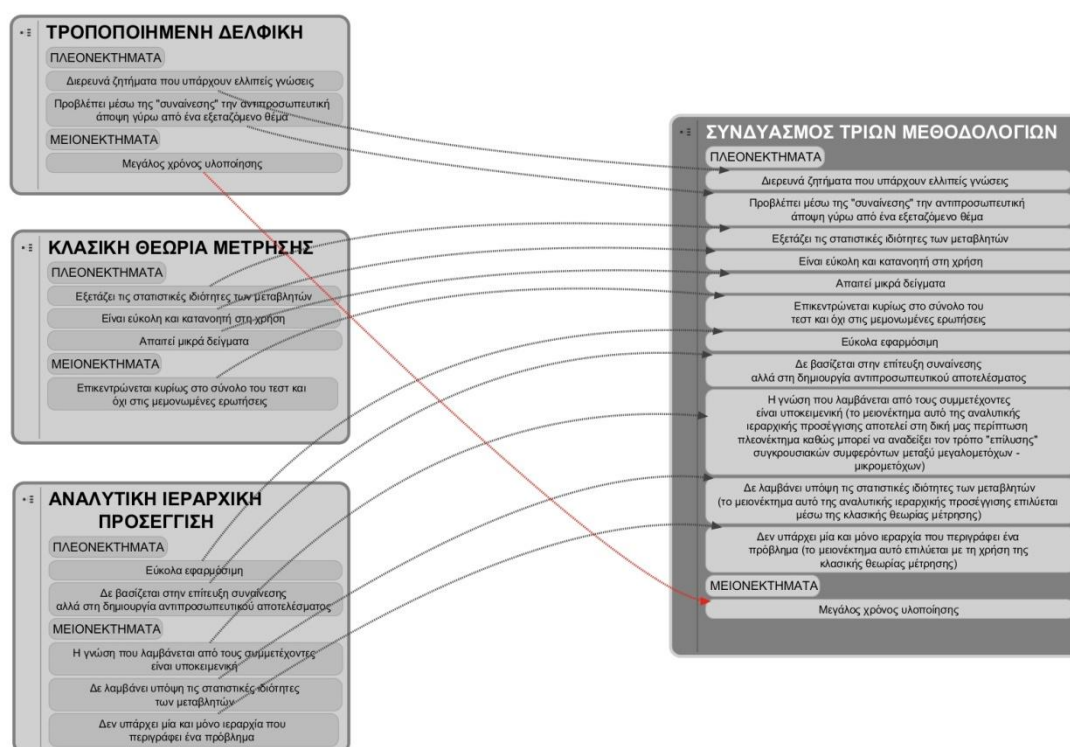 ΤΡΟΠΟΠΟΙΗΜΕΝΗ ΔΕΛΦΙΚΗ
ΠΛΕΟΝΕΚΤΗΜΑΤΑ
Διερευνά ζητήματα που υπάρχουν ελλιπείς γνώσεις
Προβλέπει μέσω της "συναίνεσης" την αντιπροσωπευτική
άποψη γύρω από ένα εξεταζόμενο θέμα
ΜΕΙΟΝΕΚΤΗΜΑΤΑ
Μεγάλος χρόνος υλοποίησης
ΚΛΑΣΙΚΗ ΘΕΩΡΙΑ ΜΕΤΡΗΣΗΣ
ΠΛΕΟΝΕΚΤΗΜΑΤΑ
Εξετάζει τις στατιστικές ιδιότητες των μεταβλητών
Είναι εύκολη και κατανοητή στη χρήση
Απαιτεί μικρά δείγματα
ΜΕΙΟΝΕΚΤΗΜΑΤΑ
Επικεντρώνεται κυρίως στο σύνολο του τεστ και
όχι στις μεμονωμένες ερωτήσεις
ΑΝΑΛΥΤΙΚΗ ΙΕΡΑΡΧΙΚΗ
ΠΡΟΣΕΓΓΙΣΗ
ΠΛΕΟΝΕΚΤΗΜΑΤΑ
Εύκολα εφαρμόσιμη
Δε βασίζεται στην επίτευξη συναίνεσης
αλλά στη δημιουργία αντιπροσωπευτικού αποτελέσματος
ΜΕΙΟΝΕΚΤΗΜΑΤΑ
Η γνώση που λαμβάνεται από τους συμμετέχοντες
είναι υποκειμενική
Δε λαμβάνει υπόψη τις στατιστικές ιδιότητες
των μεταβλητών
Δεν υπάρχει μία και μόνο ιεραρχία που
περιγράφει ένα πρόβλημα
ΣΥΝΔΥΑΣΜΟΣ ΤΡΙΩΝ ΜΕΘΟΔΟΛΟΓΙΩΝ
ΠΛΕΟΝΕΚΤΗΜΑΤΑ
Διερευνά ζητήματα που υπάρχουν ελλιπείς γνώσεις
Προβλέπει μέσω της "συναίνεσης" την αντιπροσωπευτική
άποψη γύρω από ένα εξεταζόμενο θέμα
Εξετάζει τις στατιστικές ιδιότητες των μεταβλητών
Είναι εύκολη και κατανοητή στη χρήση
Απαιτεί μικρά δείγματα
Επικεντρώνεται κυρίως στο σύνολο του
τεστ και όχι στις μεμονωμένες ερωτήσεις
Εύκολα εφαρμόσιμη
Δε βασίζεται στην επίτευξη συναίνεσης
αλλά στη δημιουργία αντιπροσωπευτικού αποτελέσματος
Η γνώση που λαμβάνεται από τους συμμετέχοντες
είναι υποκειμενική (το μειονέκτημα αυτό της αναλυτικής
ιεραρχικής προσέγγισης αποτελεί στη δική μας περίπτωση
πλεονέκτημα καθώς μπορεί να αναδείξει τον τρόπο "επίλυσης"
συγκρουσιακών συμφερόντων μεταξύ μεγαλομετόχων -
μικρομετόχων)
Δε λαμβάνει υπόψη τις στατιστικές ιδιότητες των μεταβλητών
(το μειονέκτημα αυτό της αναλυτικής ιεραρχικής προσέγγισης επιλύεται
μέσω της κλασικής θεωρίας μέτρησης)
Δεν υπάρχει μία και μόνο ιεραρχία που περιγράφει ένα
πρόβλημα (το μειονέκτημα αυτό επιλύεται με τη χρήση της
κλασικής θεωρίας μέτρησης)
ΜΕΙΟΝΕΚΤΗΜΑΤΑ
Μεγάλος χρόνος υλοποίησης